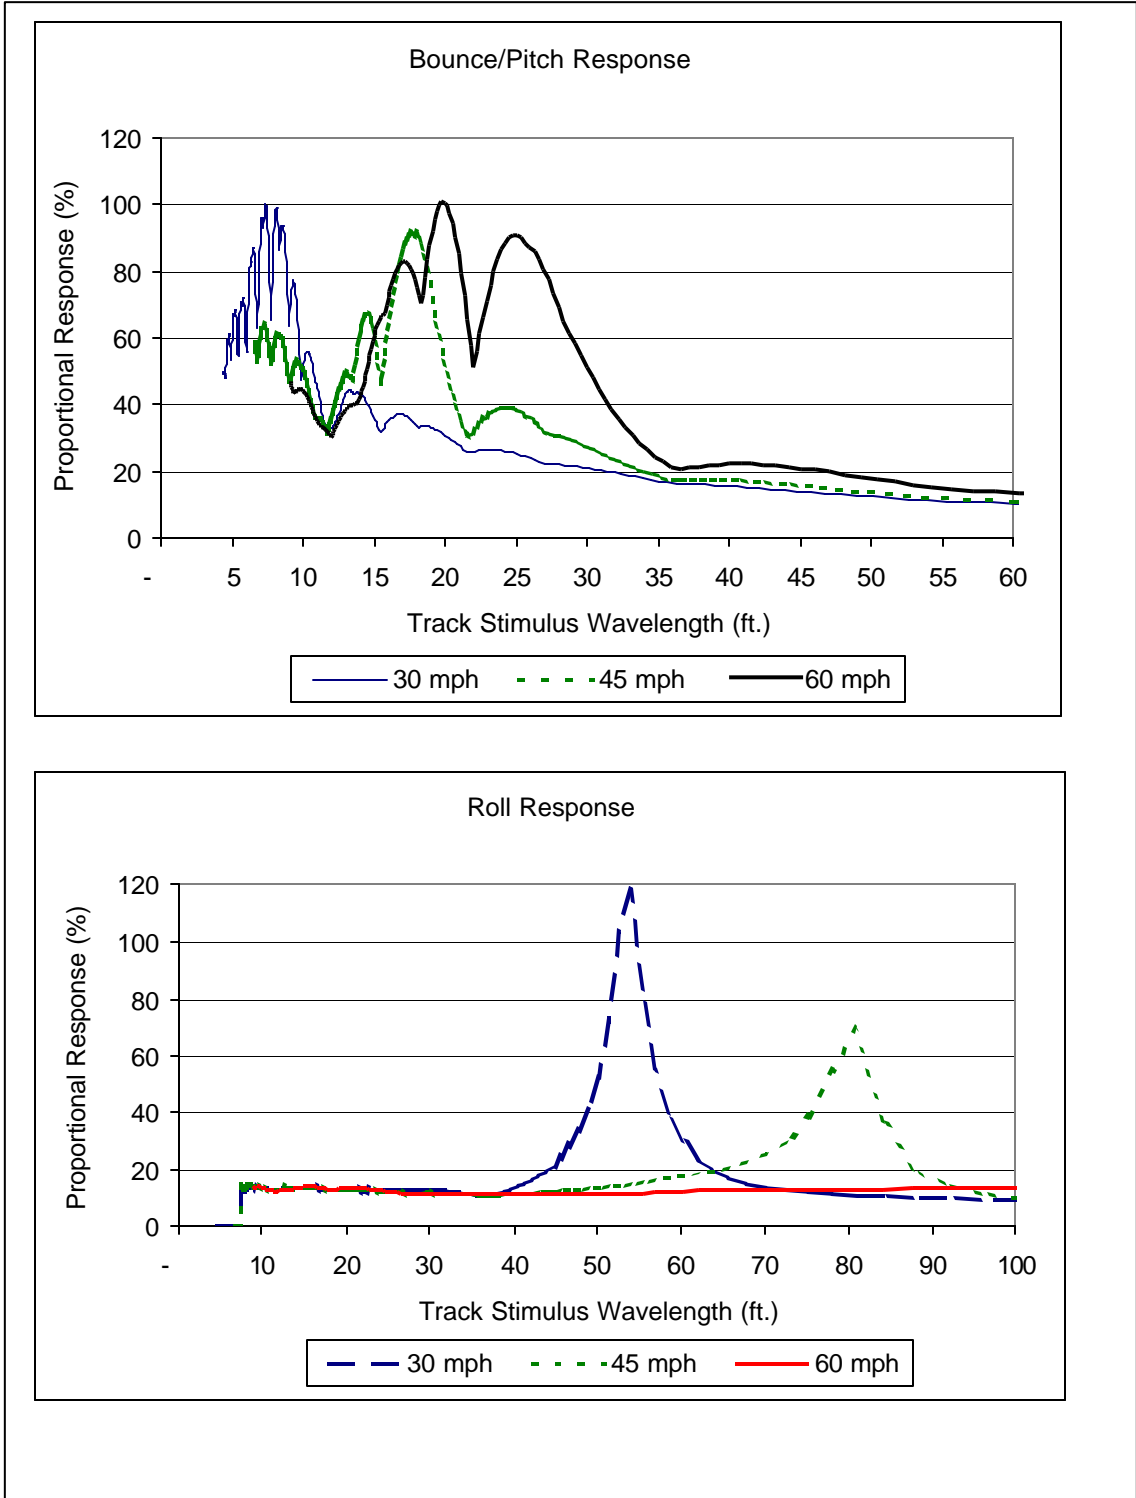 Bounce/Pitch Response
120
100
80
60
40
20
0
Proportional Response (%)
- 5 10 15 20 25 30 35 40 45 50 55 60
Track Stimulus Wavelength (ft.)
30 mph 45 mph 60 mph
Roll Response
120
100
80
60
40
20
0
Proportional Response (%)
- 10 20 30 40 50 60 70 80 90 100
Track Stimulus Wavelength (ft.)
30 mph 45 mph 60 mph